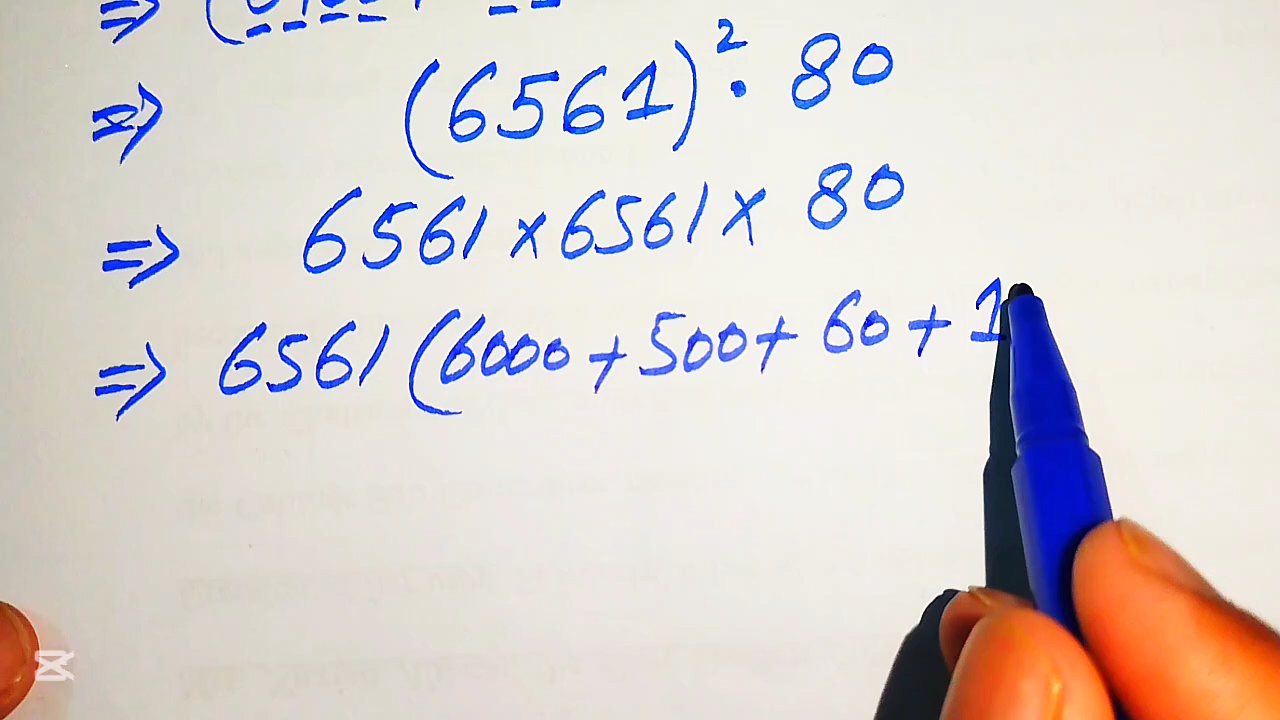 ⇒ (6561)² · 80
⇒ 6561 × 6561 × 80
⇒ 6561 (6000 + 500 + 60 + 1